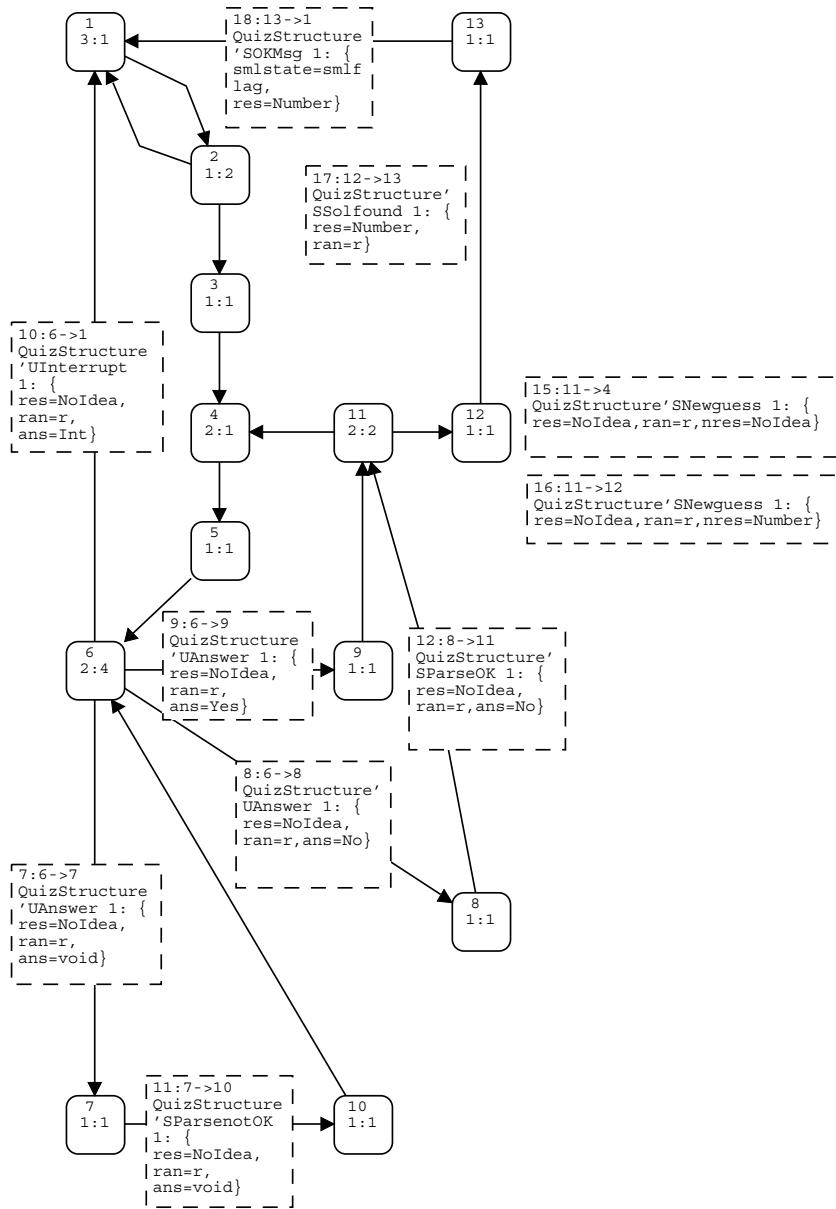 1
3:1
18:13->1
QuizStructure
’SOKMsg 1: {
smlstate=smlf
lag,
res=Number}
13
1:1
2
1:2
17:12->13
QuizStructure’
SSolfound 1: {
res=Number,
ran=r}
3
1:1
10:6->1
QuizStructure
’UInterrupt
1: {
res=NoIdea,
ran=r,
ans=Int}
4
2:1
11
2:2
12
1:1
15:11->4
QuizStructure’SNewguess 1: {
res=NoIdea,ran=r,nres=NoIdea}
16:11->12
QuizStructure’SNewguess 1: {
res=NoIdea,ran=r,nres=Number}
5
1:1
6
2:4
9:6->9
QuizStructure
’UAnswer 1: {
res=NoIdea,
ran=r,
ans=Yes}
9
1:1
12:8->11
QuizStructure’
SParseOK 1: {
res=NoIdea,
ran=r,ans=No}
8:6->8
QuizStructure’
UAnswer 1: {
res=NoIdea,
ran=r,ans=No}
7:6->7
QuizStructure
’UAnswer 1: {
res=NoIdea,
ran=r,
ans=void}
8
1:1
7
1:1
11:7->10
QuizStructure
’SParsenotOK
1: {
res=NoIdea,
ran=r,
ans=void}
10
1:1